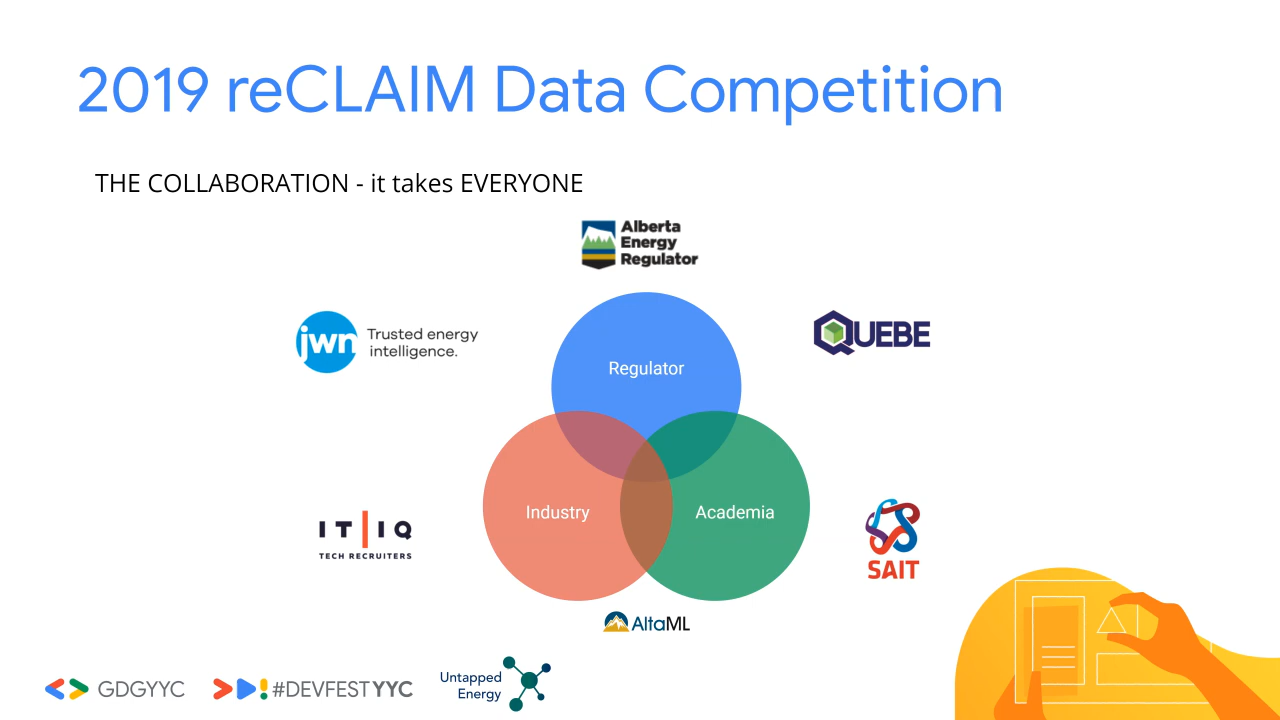 2019 reCLAIM Data Competition
THE COLLABORATION - it takes EVERYONE
Alberta
Energy
Regulator
jwn
Trusted energy
intelligence.
QUEBE
Regulator
Industry
Academia
IT|IQ
TECH RECRUITERS
SAIT
AltaML
GDGYYC
#DEVFESTYYC
Untapped
Energy